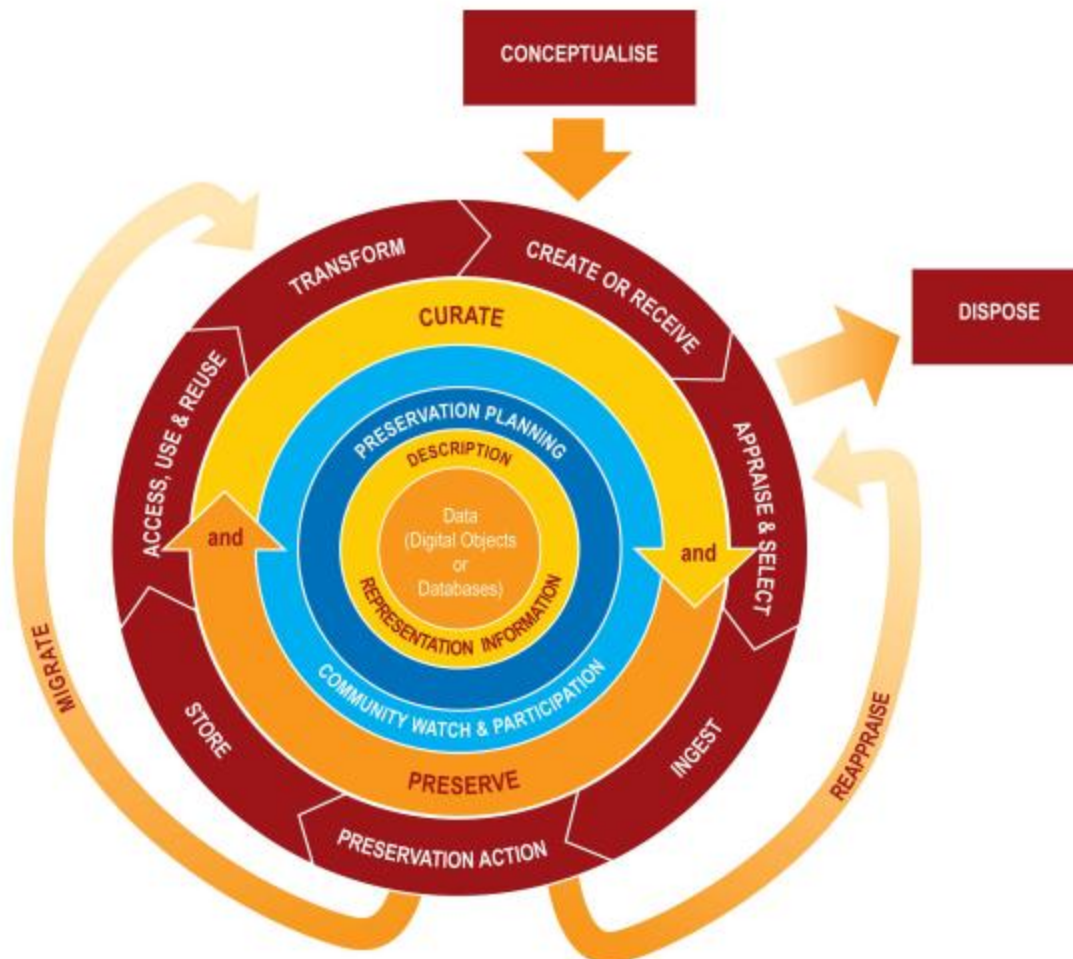 CONCEPTUALISE
TRANSFORM
CREATE OR RECEIVE
DISPOSE
CURATE
ACCESS, USE & REUSE
APPRAISE & SELECT
PRESERVATION PLANNING
DESCRIPTION
Data
(Digital Objects
or
Databases)
and
and
REPRESENTATION INFORMATION
COMMUNITY WATCH & PARTICIPATION
MIGRATE
STORE
INGEST
REAPPRAISE
PRESERVE
PRESERVATION ACTION